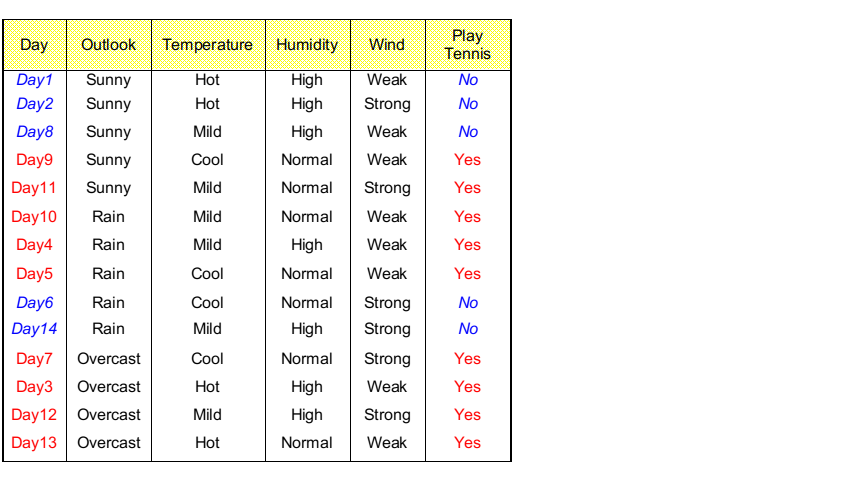 Day Outlook Temperature Humidity Wind Play Tennis
Day1 Sunny Hot High Weak No
Day2 Sunny Hot High Strong No
Day8 Sunny Mild High Weak No
Day9 Sunny Cool Normal Weak Yes
Day11 Sunny Mild Normal Strong Yes
Day10 Rain Mild Normal Weak Yes
Day4 Rain Mild High Weak Yes
Day5 Rain Cool Normal Weak Yes
Day6 Rain Cool Normal Strong No
Day14 Rain Mild High Strong No
Day7 Overcast Cool Normal Strong Yes
Day3 Overcast Hot High Weak Yes
Day12 Overcast Mild High Strong Yes
Day13 Overcast Hot Normal Weak Yes